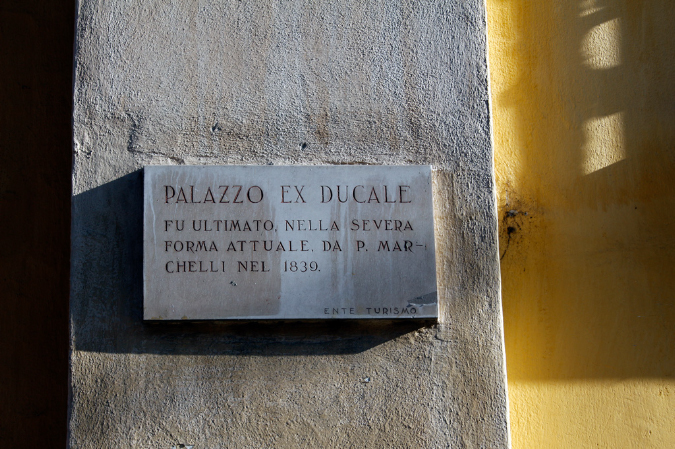 PALAZZO EX DUCALE
FU ULTIMATO, NELLA SEVERA
FORMA ATTUALE, DA P. MAR-
CHELLI NEL 1839.
ENTE TURISMO